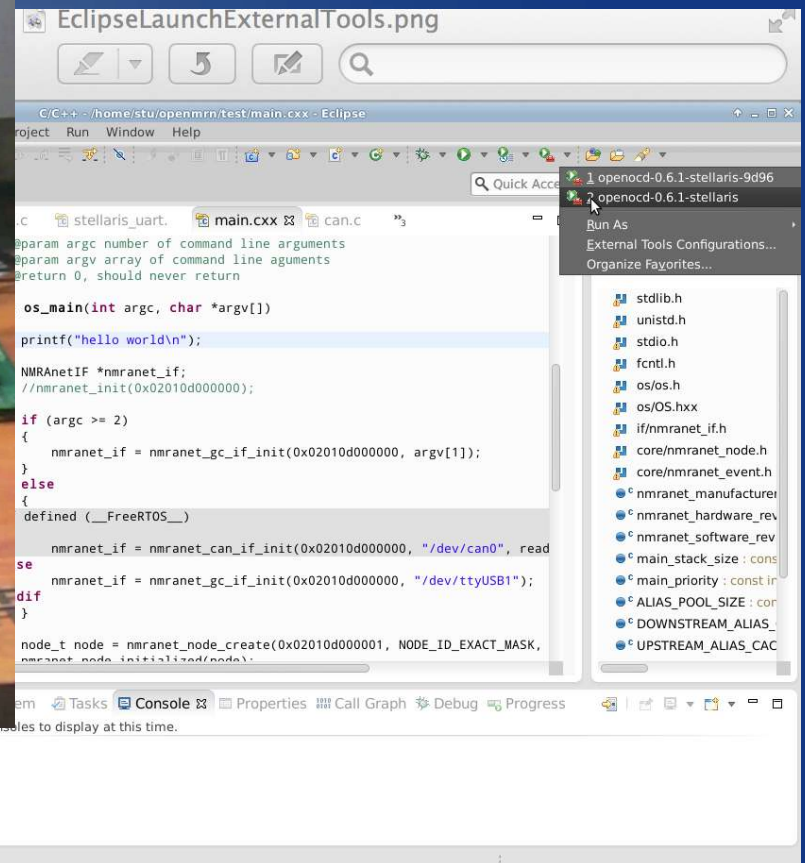 EclipseLaunchExternalTools.png
C/C++ - /home/stu/openmrn/test/main.cxx - Eclipse
roject Run Window Help
Quick Acce
1 openocd-0.6.1-stellaris-9d96
2 openocd-0.6.1-stellaris
Run As
External Tools Configurations...
Organize Favorites...
.c stellaris_uart. main.cxx can.c »3
@param argc number of command line arguments
@param argv array of command line aguments
@return 0, should never return
os_main(int argc, char *argv[])
printf("hello world\n");
NMRAnetIF *nmranet_if;
//nmranet_init(0x02010d000000);
if (argc >= 2)
{
nmranet_if = nmranet_gc_if_init(0x02010d000000, argv[1]);
}
else
{
defined (__FreeRTOS__)
nmranet_if = nmranet_can_if_init(0x02010d000000, "/dev/can0", read
se
nmranet_if = nmranet_gc_if_init(0x02010d000000, "/dev/ttyUSB1");
dif
}
node_t node = nmranet_node_create(0x02010d000001, NODE_ID_EXACT_MASK,
nmranet_node_initialized(node);
stdlib.h
unistd.h
stdio.h
fcntl.h
os/os.h
os/OS.hxx
if/nmranet_if.h
core/nmranet_node.h
core/nmranet_event.h
nmranet_manufacturer
nmranet_hardware_rev
nmranet_software_rev
main_stack_size : cons
main_priority : const in
ALIAS_POOL_SIZE : con
DOWNSTREAM_ALIAS_
UPSTREAM_ALIAS_CAC
em Tasks Console Properties Call Graph Debug Progress
soles to display at this time.